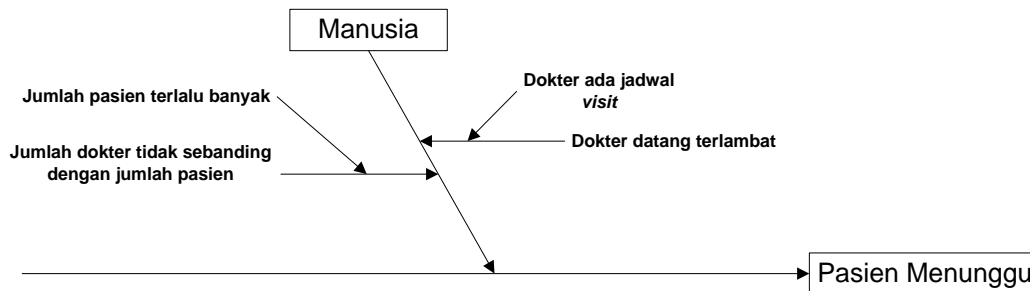 Manusia
Dokter ada jadwal
visit
Jumlah pasien terlalu banyak
Dokter datang terlambat
Jumlah dokter tidak sebanding
dengan jumlah pasien
Pasien Menunggu